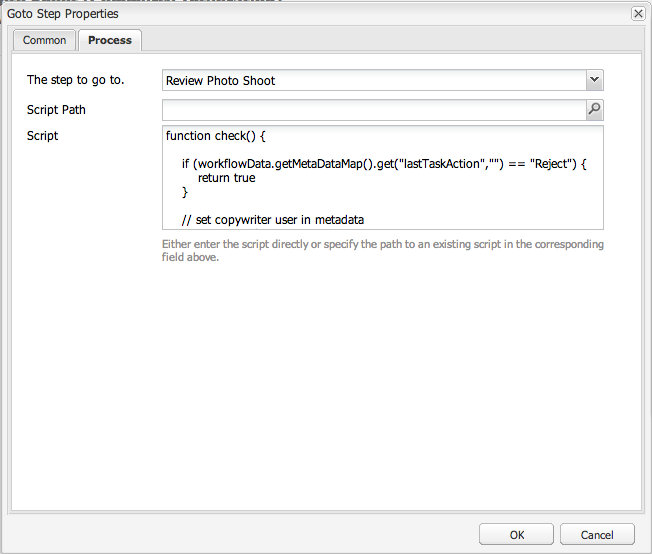 Goto Step Properties
Common Process
The step to go to. Review Photo Shoot
Script Path
Script
function check() {
if (workflowData.getMetaDataMap().get("lastTaskAction","") == "Reject") {
return true
}
// set copywriter user in metadata
Either enter the script directly or specify the path to an existing script in the corresponding
field above.
OK Cancel